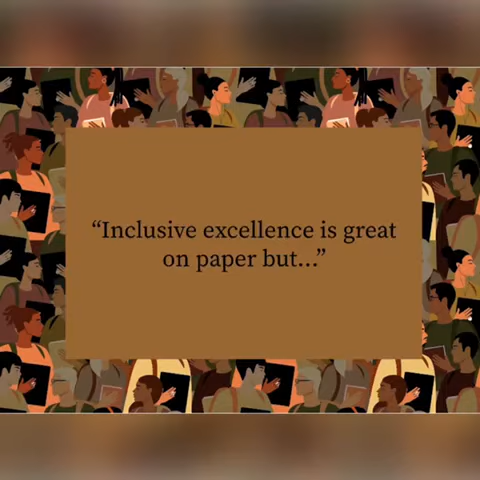 “Inclusive excellence is great
on paper but...”